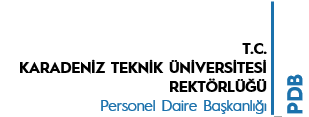 T.C.
KARADENİZ TEKNİK ÜNİVERSİTESİ
REKTÖRLÜĞÜ
Personel Daire Başkanlığı
PDB